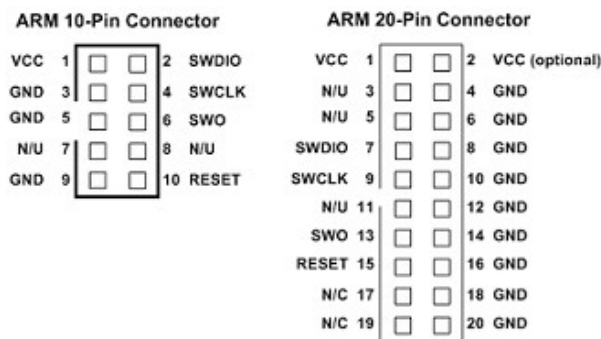 ARM 10-Pin Connector
VCC 1 2 SWDIO
GND 3 4 SWCLK
GND 5 6 SWO
N/U 7 8 N/U
GND 9 10 RESET
ARM 20-Pin Connector
VCC 1 2 VCC (optional)
N/U 3 4 GND
N/U 5 6 GND
SWDIO 7 8 GND
SWCLK 9 10 GND
N/U 11 12 GND
SWO 13 14 GND
RESET 15 16 GND
N/C 17 18 GND
N/C 19 20 GND